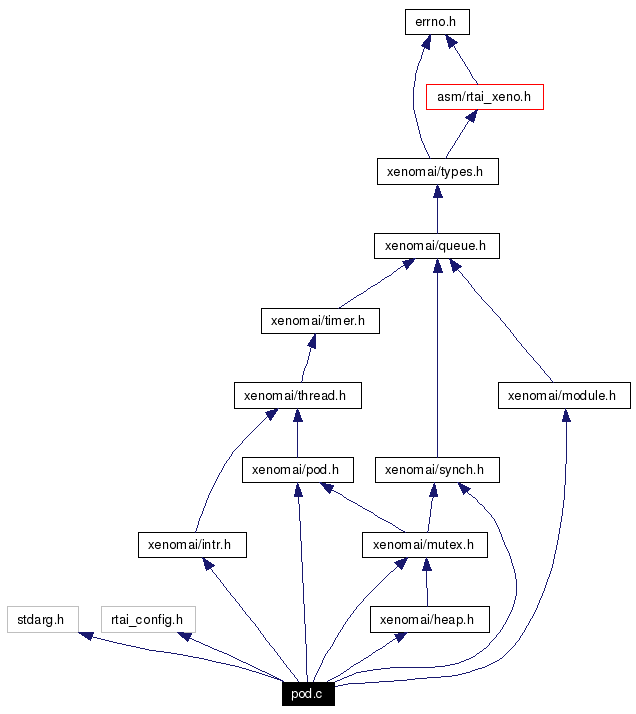 errno.h
asm/rtai_xeno.h
xenomai/types.h
xenomai/queue.h
xenomai/timer.h
xenomai/thread.h
xenomai/module.h
xenomai/pod.h
xenomai/synch.h
xenomai/intr.h
xenomai/mutex.h
stdarg.h
rtai_config.h
xenomai/heap.h
pod.c